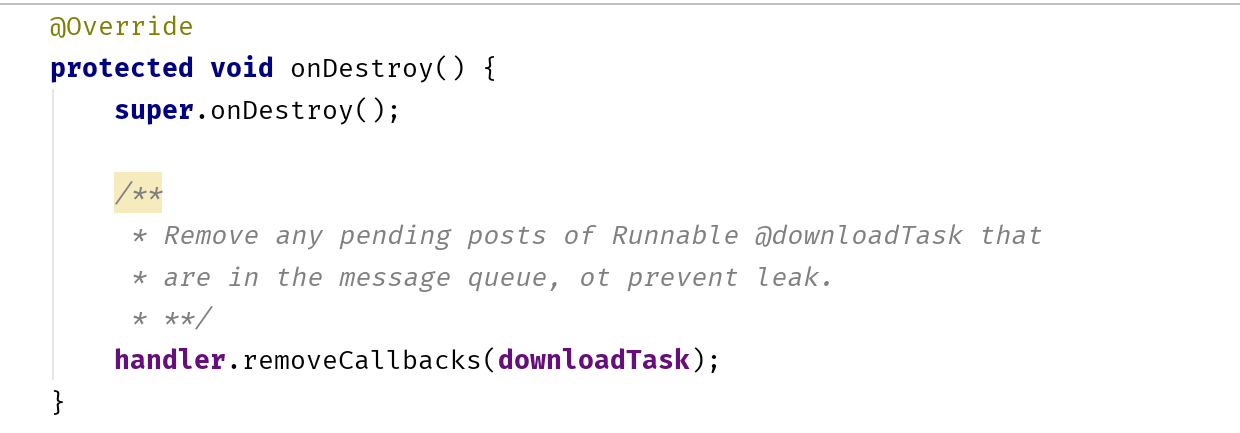 @Override
protected void onDestroy() {
    super.onDestroy();

    /**
     * Remove any pending posts of Runnable @downloadTask that
     * are in the message queue, ot prevent leak.
     * **/
    handler.removeCallbacks(downloadTask);
}